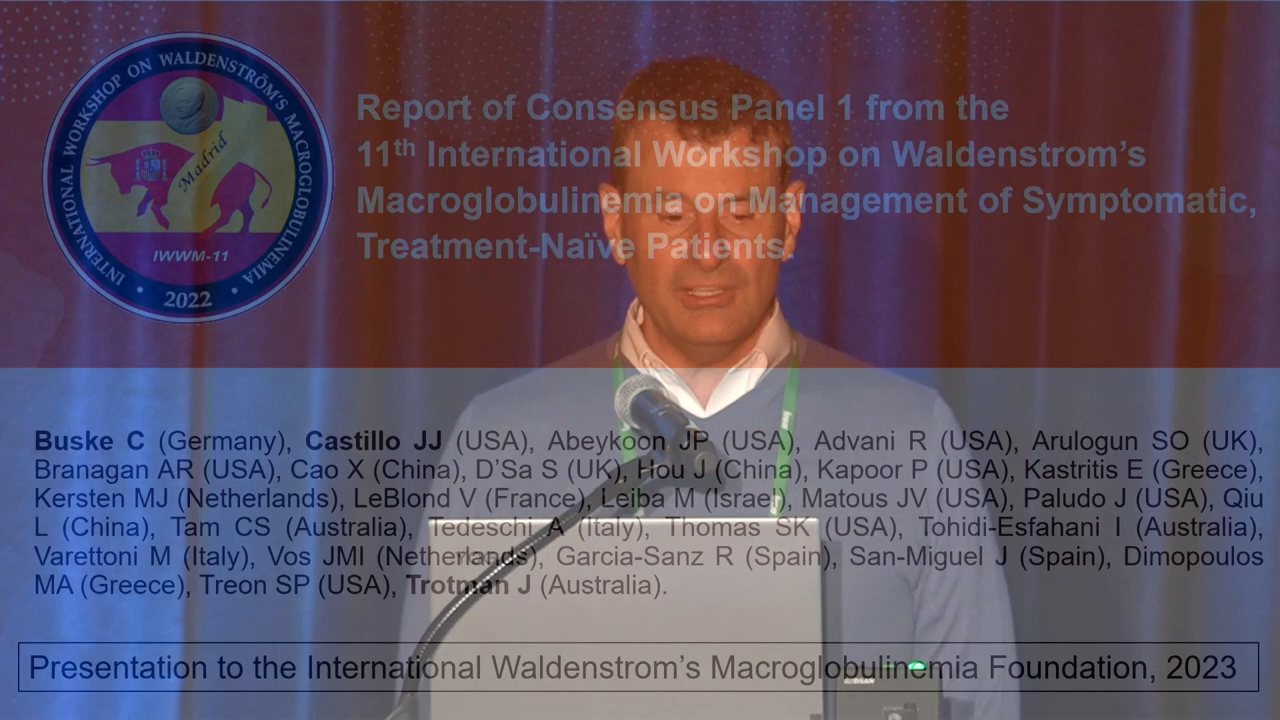 INTERNATIONAL WORKSHOP ON WALDENSTRÖM'S MACROGLOBULINEMIA
Madrid
IWWM-11
2022
Report of Consensus Panel 1 from the
11th International Workshop on Waldenstrom's
Macroglobulinemia on Management of Symptomatic,
Treatment-Naïve Patients.
Buske C (Germany), Castillo JJ (USA), Abeykoon JP (USA), Advani R (USA), Arulogun SO (UK),
Branagan AR (USA), Cao X (China), D'Sa S (UK), Hou J (China), Kapoor P (USA), Kastritis E (Greece),
Kersten MJ (Netherlands), LeBlond V (France), Leiba M (Israel), Matous JV (USA), Paludo J (USA), Qiu
L (China), Tam CS (Australia), Tedeschi A (Italy), Thomas SK (USA), Tohidi-Esfahani I (Australia),
Varettoni M (Italy), Vos JMI (Netherlands), Garcia-Sanz R (Spain), San-Miguel J (Spain), Dimopoulos
MA (Greece), Treon SP (USA), Trotman J (Australia).
Presentation to the International Waldenstrom's Macroglobulinemia Foundation, 2023